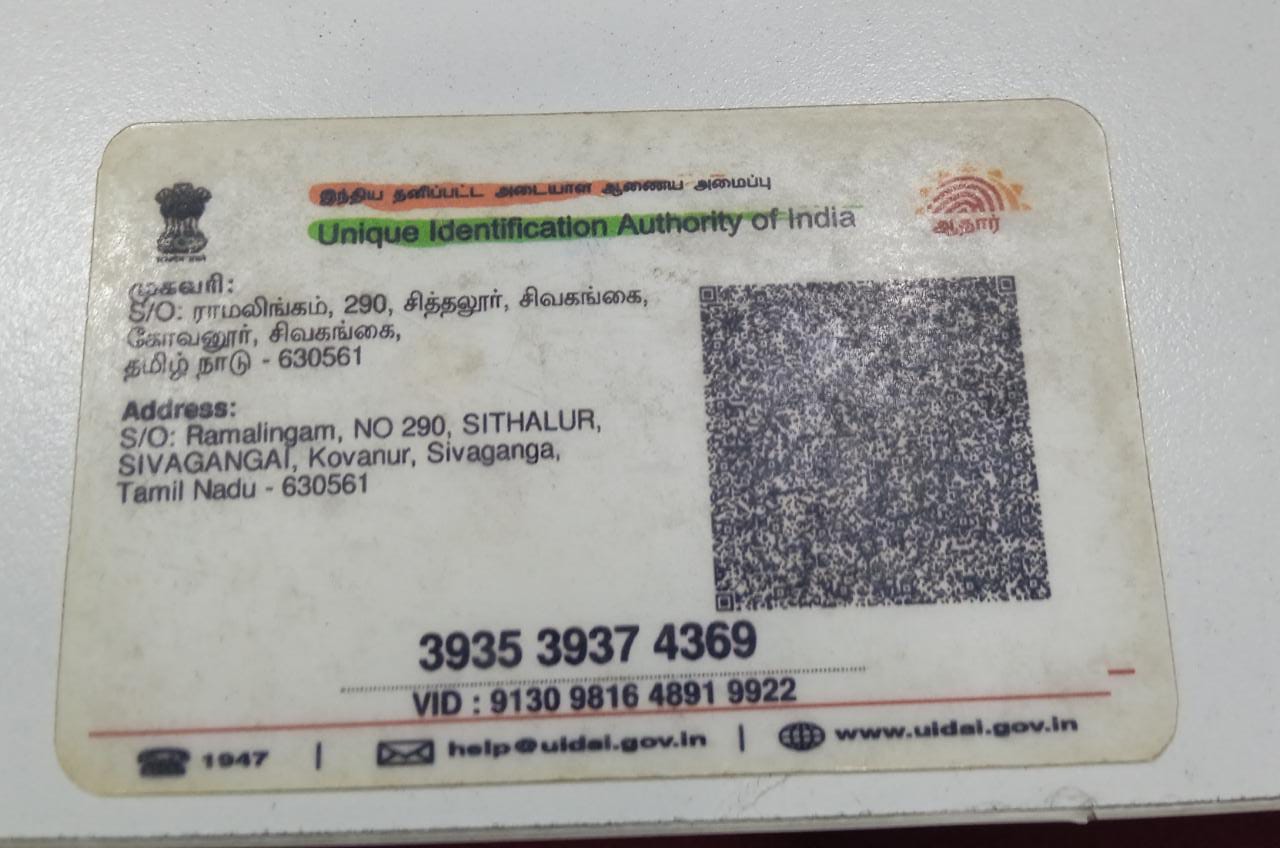 இந்திய தனிப்பட்ட அடையாள ஆணைய அமைப்பு
Unique Identification Authority of India
ஆதார்
முகவரி:
S/O: ராமலிங்கம், 290, சித்தலூர், சிவகங்கை,
கோவனூர், சிவகங்கை,
தமிழ் நாடு - 630561
Address:
S/O: Ramalingam, NO 290, SITHALUR,
SIVAGANGAI, Kovanur, Sivaganga,
Tamil Nadu - 630561
3935 3937 4369
VID : 9130 9816 4891 9922
1947 | help@uidai.gov.in | www.uidai.gov.in